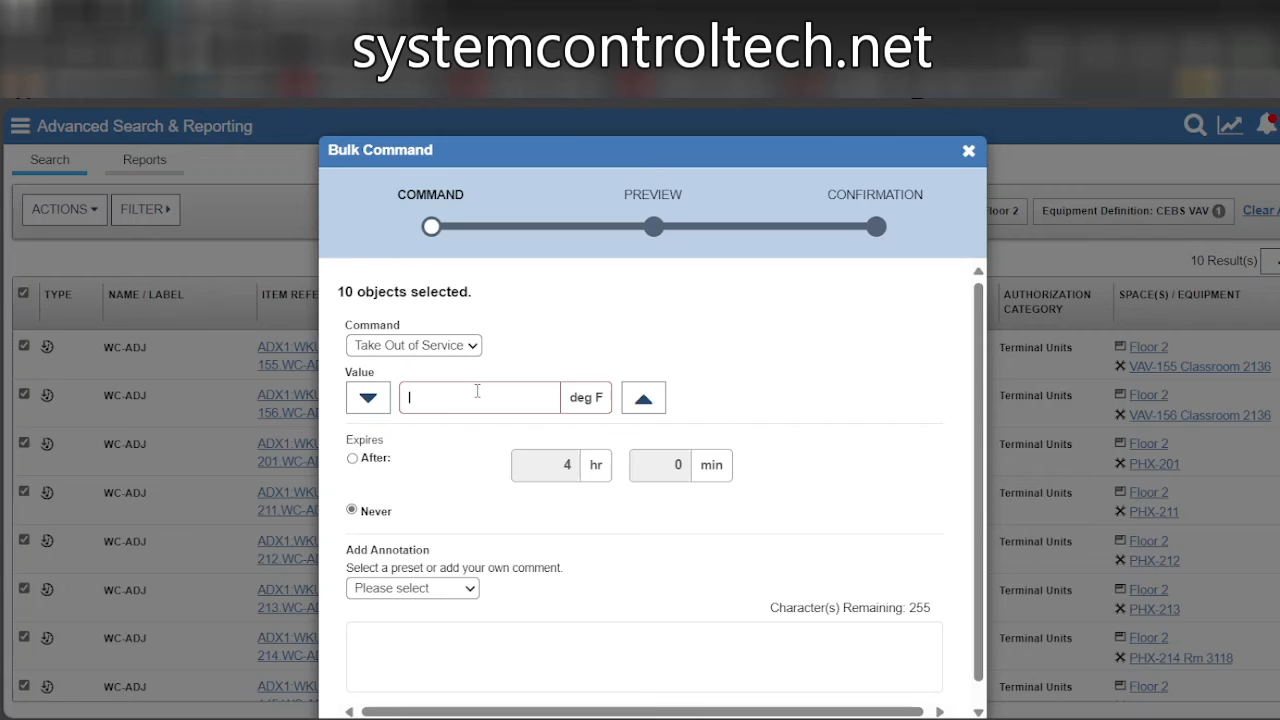 systemcontroltech.net
Advanced Search & Reporting
Search
Reports
ACTIONS
FILTER
Floor 2
Equipment Definition: CEBS VAV 1
Clear
10 Result(s)
TYPE
NAME / LABEL
ITEM REFE
AUTHORIZATION
CATEGORY
SPACE(S) / EQUIPMENT
WC-ADJ
ADX1:WKU
155.WC-AD
Terminal Units
Floor 2
VAV-155 Classroom 2136
WC-ADJ
ADX1:WKU
156.WC-AD
Terminal Units
Floor 2
VAV-156 Classroom 2136
WC-ADJ
ADX1:WKU
201.WC-AD
Terminal Units
Floor 2
PHX-201
WC-ADJ
ADX1:WKU
211.WC-AD
Terminal Units
Floor 2
PHX-211
WC-ADJ
ADX1:WKU
212.WC-AD
Terminal Units
Floor 2
PHX-212
WC-ADJ
ADX1:WKU
213.WC-AD
Terminal Units
Floor 2
PHX-213
WC-ADJ
ADX1:WKU
214.WC-AD
Terminal Units
Floor 2
PHX-214 Rm 3118
WC-ADJ
ADX1:WKU
Terminal Units
Floor 2
Bulk Command
COMMAND
PREVIEW
CONFIRMATION
10 objects selected.
Command
Take Out of Service
Value
deg F
Expires
After:
4 hr
0 min
Never
Add Annotation
Select a preset or add your own comment.
Please select
Character(s) Remaining: 255